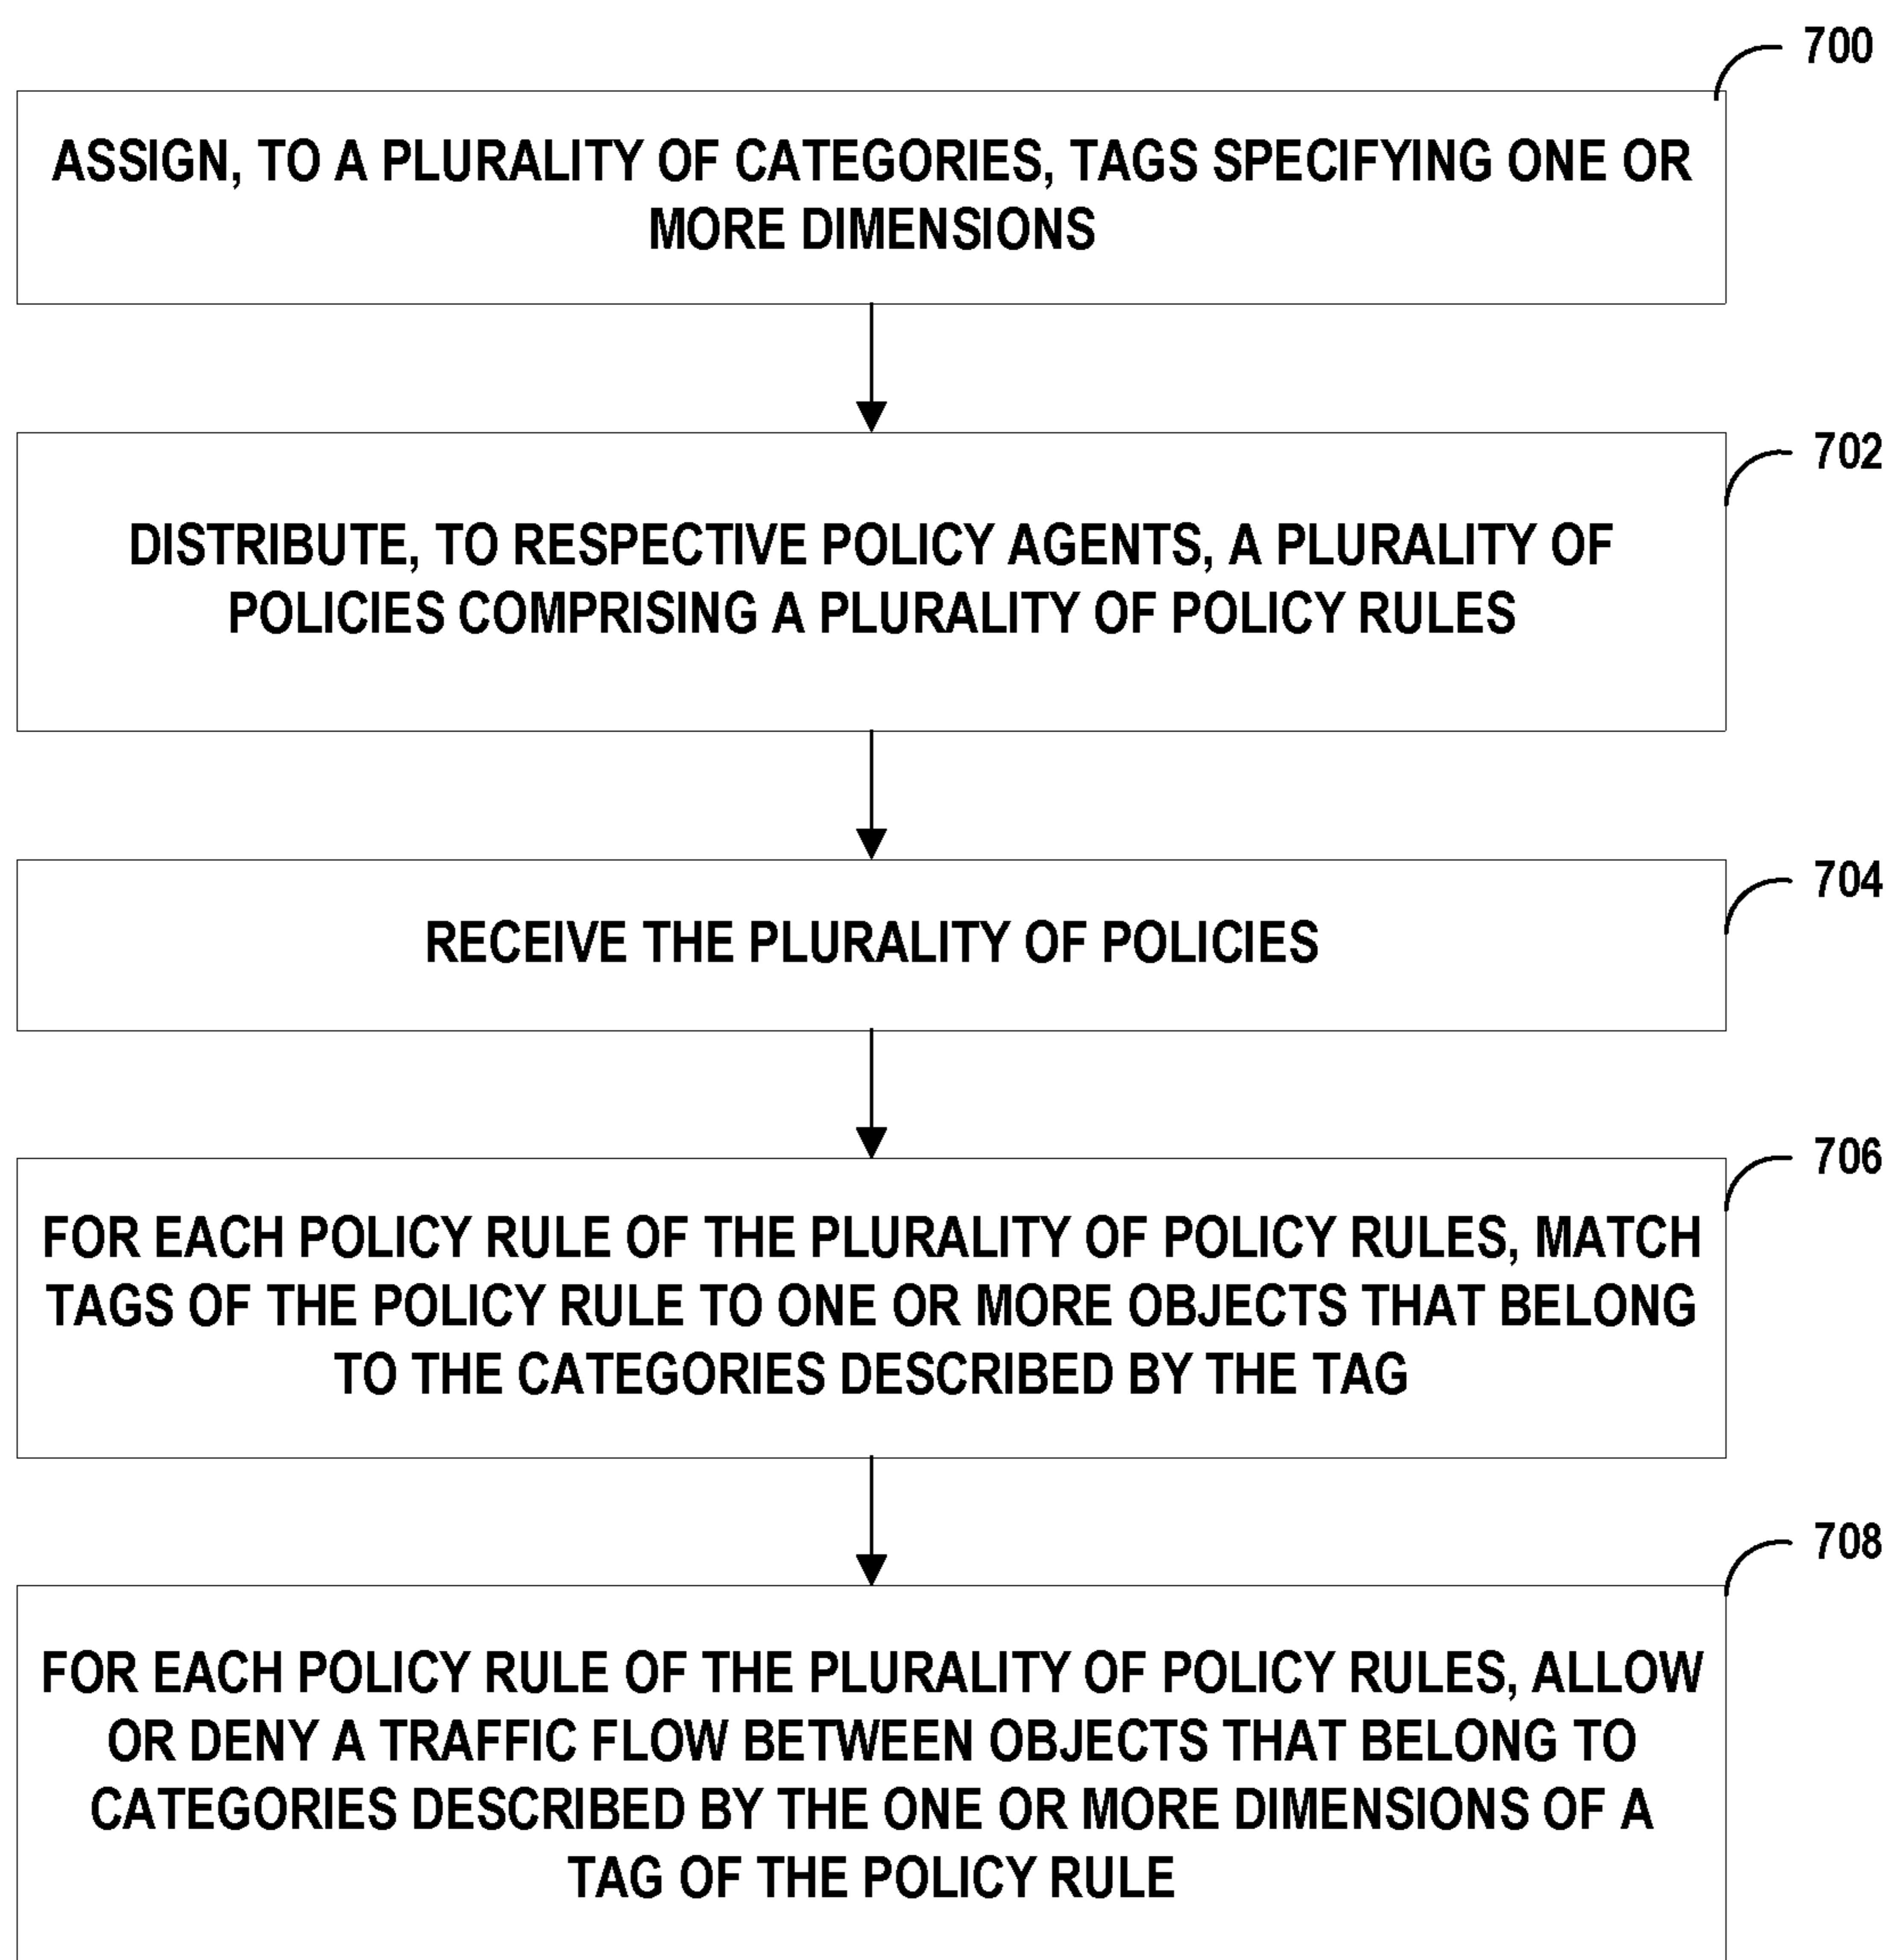 700
ASSIGN, TO A PLURALITY OF CATEGORIES, TAGS SPECIFYING ONE OR
MORE DIMENSIONS
702
DISTRIBUTE, TO RESPECTIVE POLICY AGENTS, A PLURALITY OF
POLICIES COMPRISING A PLURALITY OF POLICY RULES
704
RECEIVE THE PLURALITY OF POLICIES
706
FOR EACH POLICY RULE OF THE PLURALITY OF POLICY RULES, MATCH
TAGS OF THE POLICY RULE TO ONE OR MORE OBJECTS THAT BELONG
TO THE CATEGORIES DESCRIBED BY THE TAG
708
FOR EACH POLICY RULE OF THE PLURALITY OF POLICY RULES, ALLOW
OR DENY A TRAFFIC FLOW BETWEEN OBJECTS THAT BELONG TO
CATEGORIES DESCRIBED BY THE ONE OR MORE DIMENSIONS OF A
TAG OF THE POLICY RULE